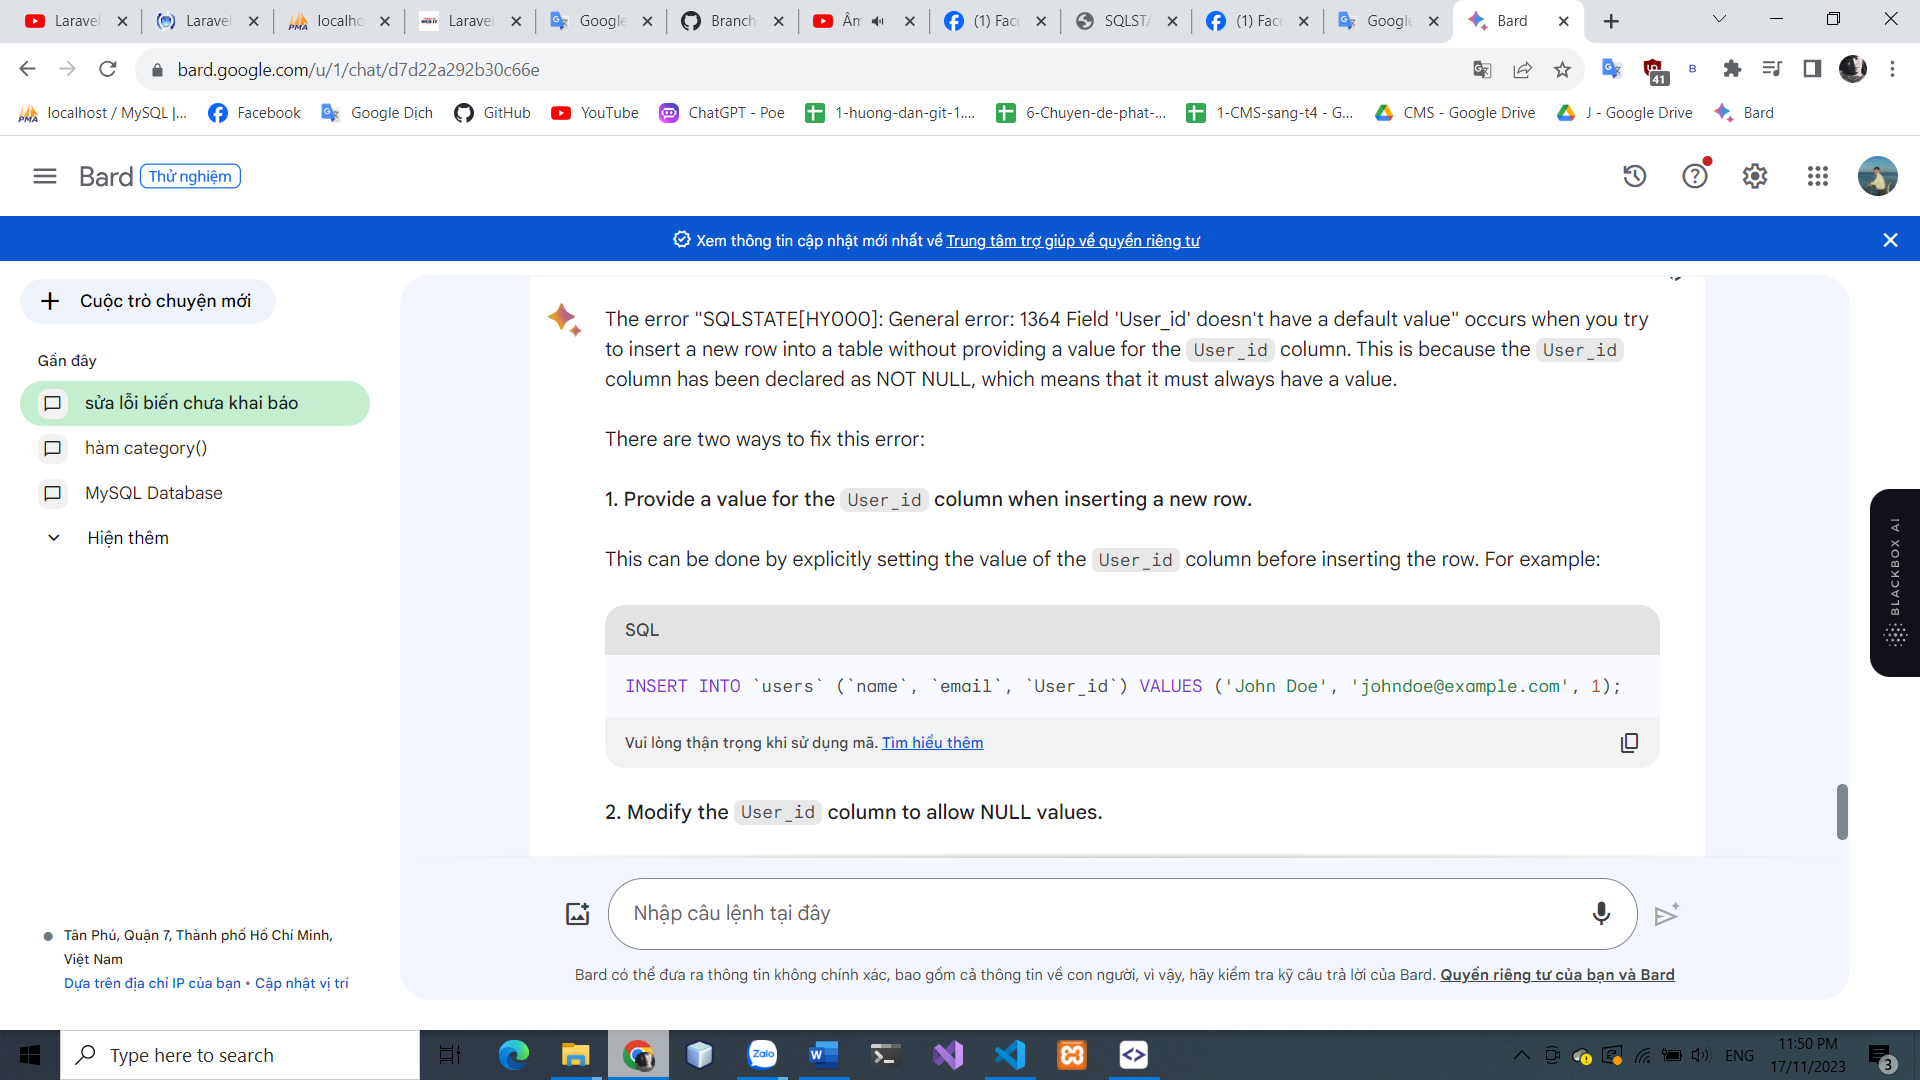 Laravel
Laravel
localho
Laravel
Google
Branch
Âm
(1) Face
SQLSTA
(1) Face
Google
Bard
bard.google.com/u/1/chat/d7d22a292b30c66e
41
B
localhost / MySQL |...
Facebook
Google Dịch
GitHub
YouTube
ChatGPT - Poe
1-huong-dan-git-1....
6-Chuyen-de-phat-...
1-CMS-sang-t4 - G...
CMS - Google Drive
J - Google Drive
Bard
Bard Thử nghiệm
Xem thông tin cập nhật mới nhất về Trung tâm trợ giúp về quyền riêng tư
Cuộc trò chuyện mới
Gần đây
sửa lỗi biến chưa khai báo
hàm category()
MySQL Database
Hiện thêm
Tân Phú, Quận 7, Thành phố Hồ Chí Minh,
Việt Nam
Dựa trên địa chỉ IP của bạn • Cập nhật vị trí
The error "SQLSTATE[HY000]: General error: 1364 Field 'User_id' doesn't have a default value" occurs when you try
to insert a new row into a table without providing a value for the User_id column. This is because the User_id
column has been declared as NOT NULL, which means that it must always have a value.
There are two ways to fix this error:
1. Provide a value for the User_id column when inserting a new row.
This can be done by explicitly setting the value of the User_id column before inserting the row. For example:
SQL
INSERT INTO `users` (`name`, `email`, `User_id`) VALUES ('John Doe', 'johndoe@example.com', 1);
Vui lòng thận trọng khi sử dụng mã. Tìm hiểu thêm
2. Modify the User_id column to allow NULL values.
BLACKBOX AI
Nhập câu lệnh tại đây
Bard có thể đưa ra thông tin không chính xác, bao gồm cả thông tin về con người, vì vậy, hãy kiểm tra kỹ câu trả lời của Bard. Quyền riêng tư của bạn và Bard
Type here to search
Zalo
ENG
11:50 PM
17/11/2023
3